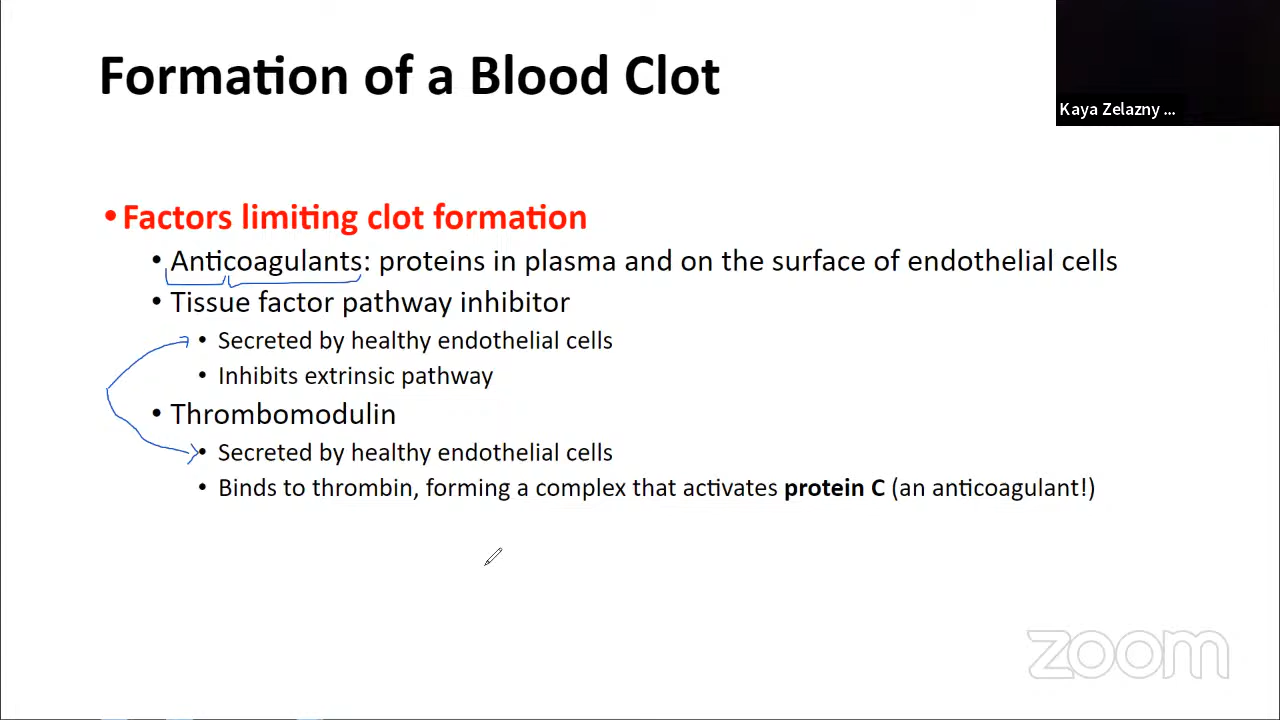 Formation of a Blood Clot
Kaya Zelazny ...
•Factors limiting clot formation
• Anticoagulants: proteins in plasma and on the surface of endothelial cells
• Tissue factor pathway inhibitor
• Secreted by healthy endothelial cells
• Inhibits extrinsic pathway
• Thrombomodulin
• Secreted by healthy endothelial cells
• Binds to thrombin, forming a complex that activates protein C (an anticoagulant!)
zoom